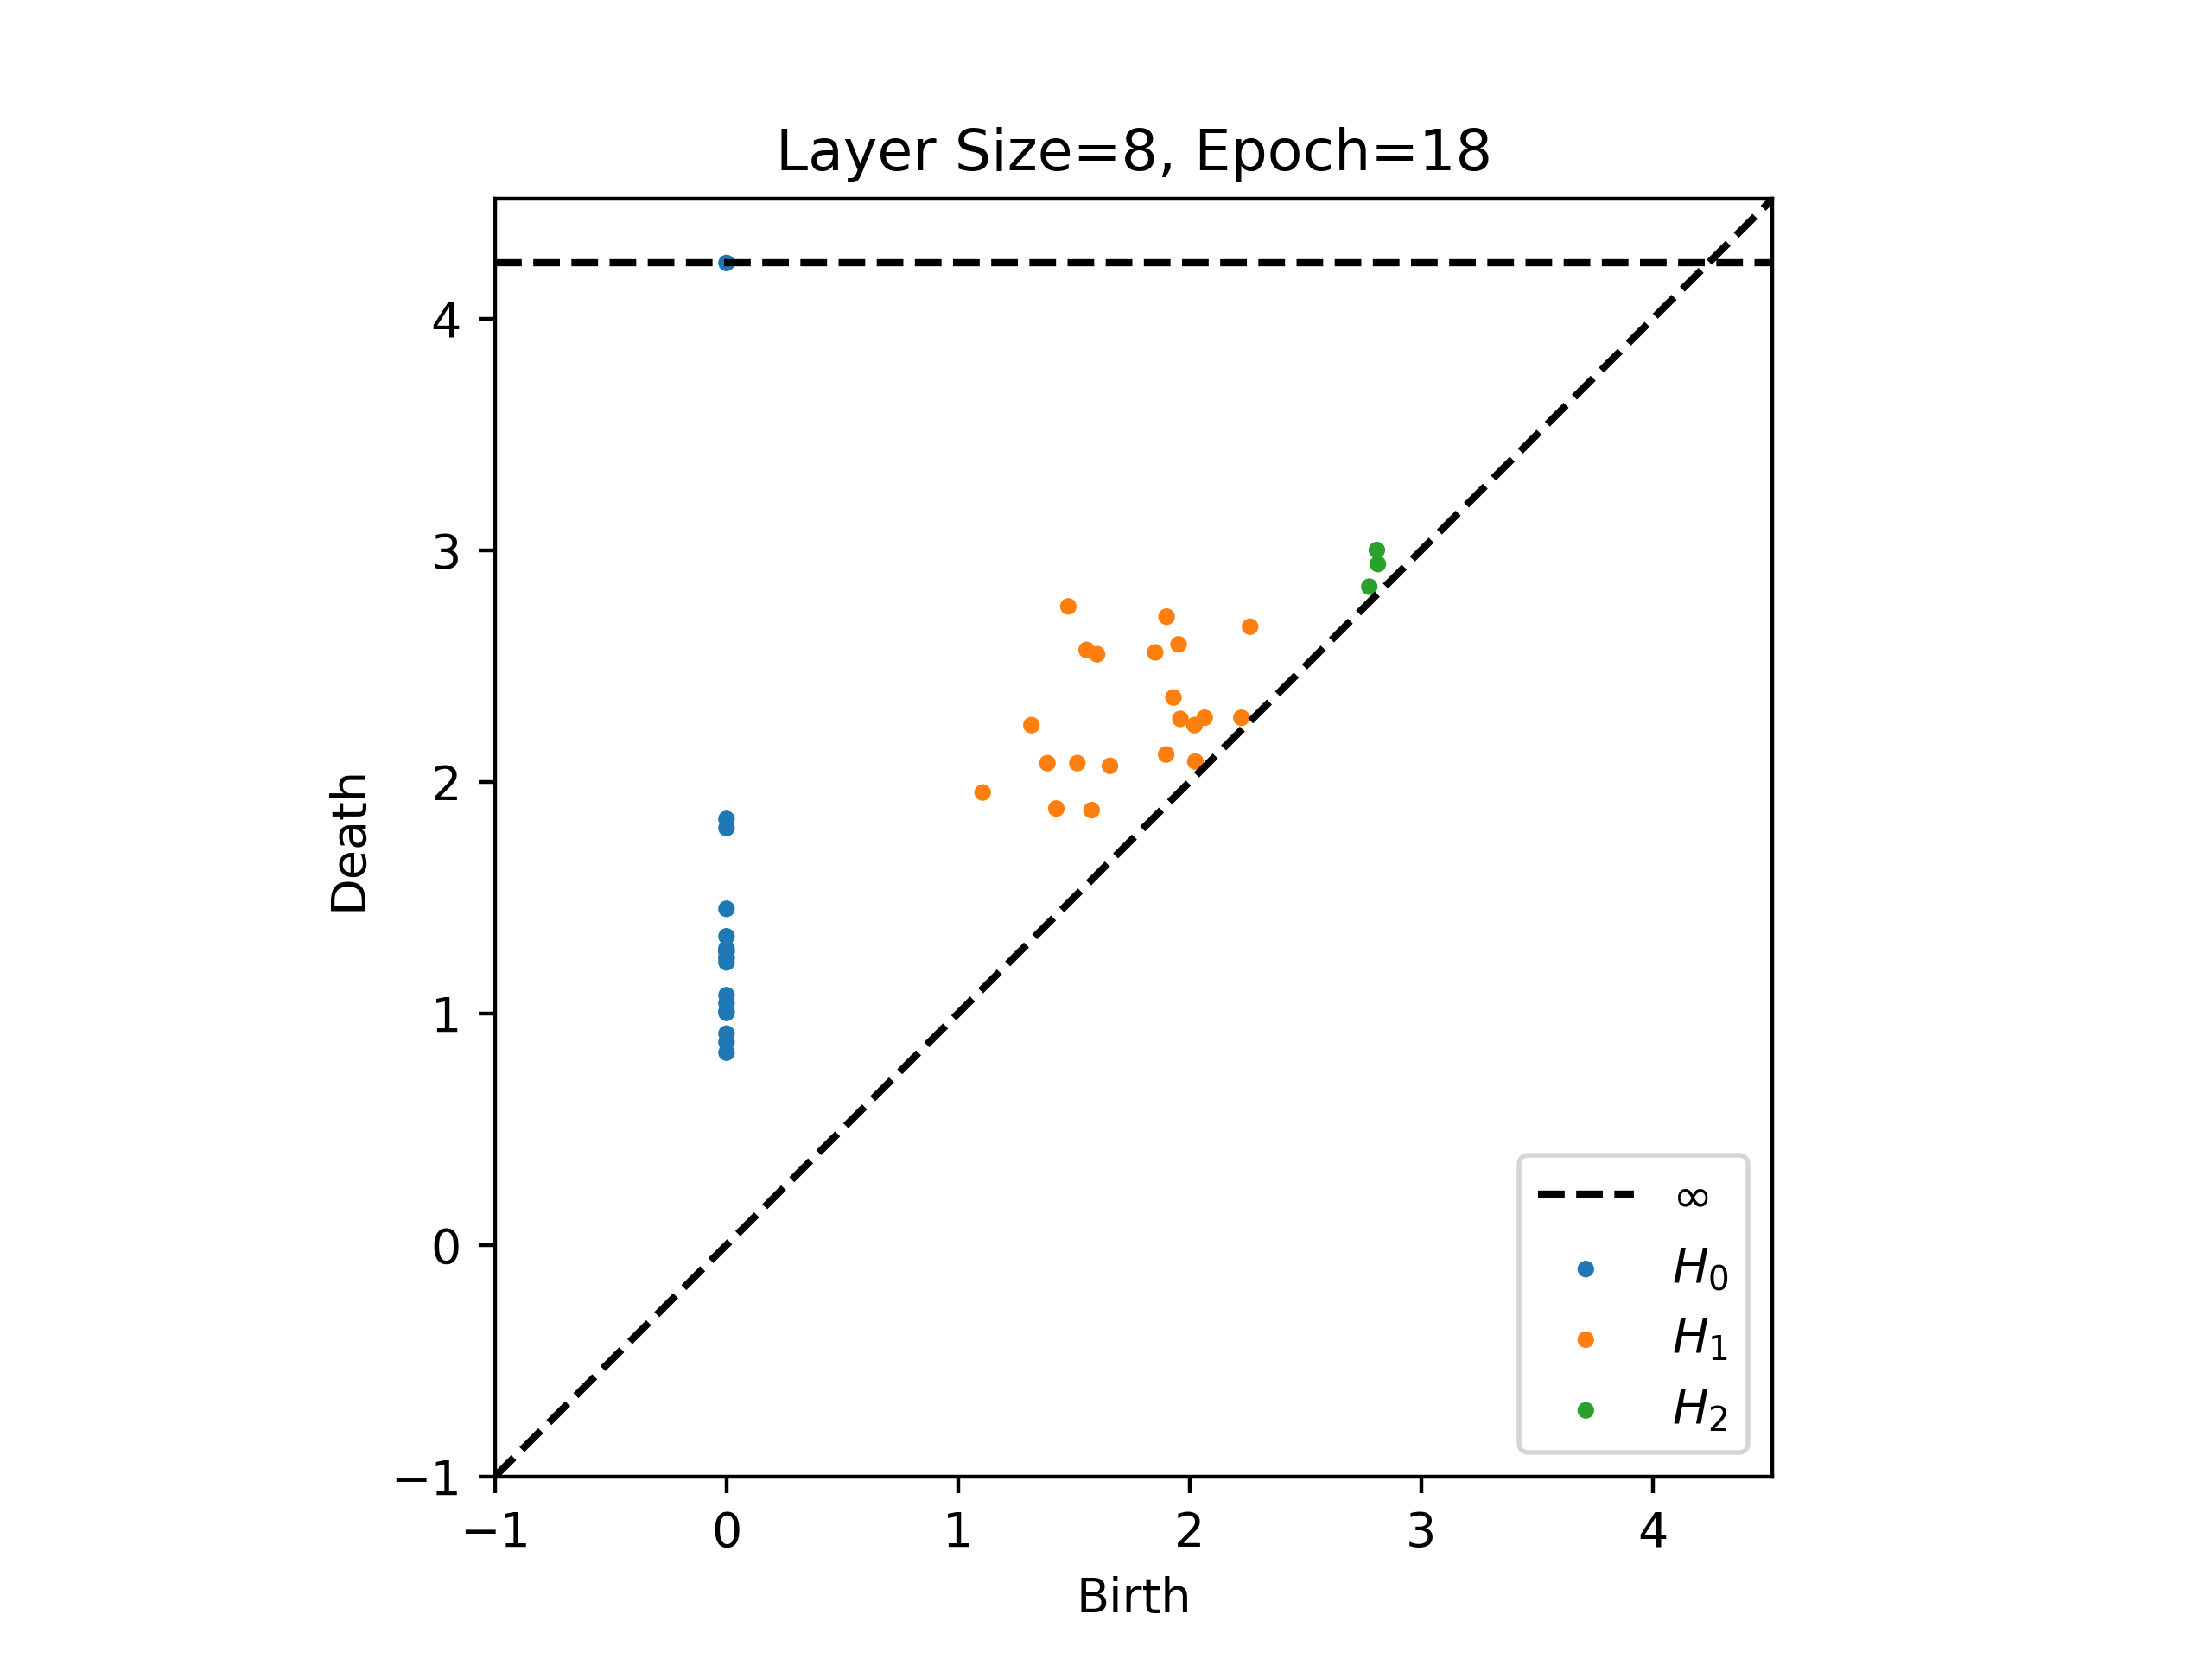 Layer Size=8, Epoch=18
Death
4
3
2
1
0
−1
−1 0 1 2 3 4
Birth
∞
H₀
H₁
H₂